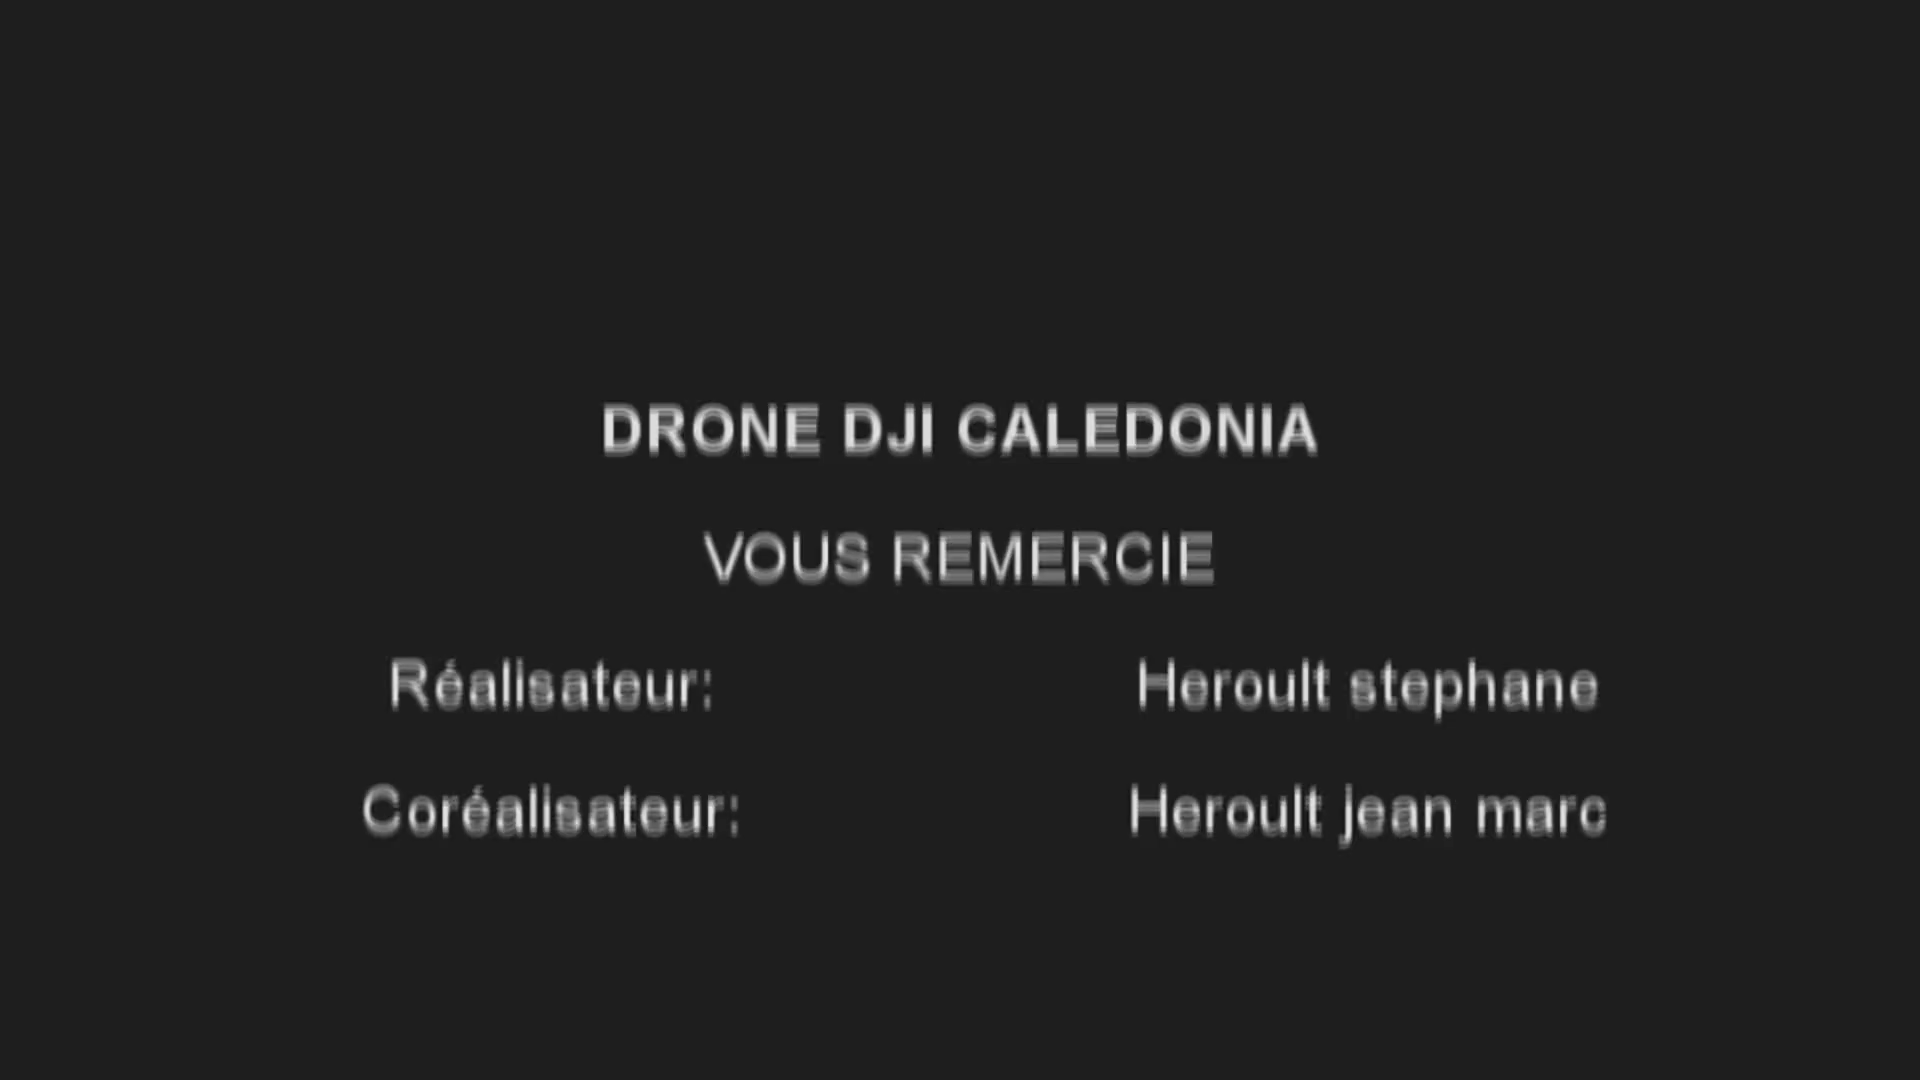 DRONE DJI CALEDONIA
VOUS REMERCIE
Réalisateur: Heroult stephane
Coréalisateur: Heroult jean marc